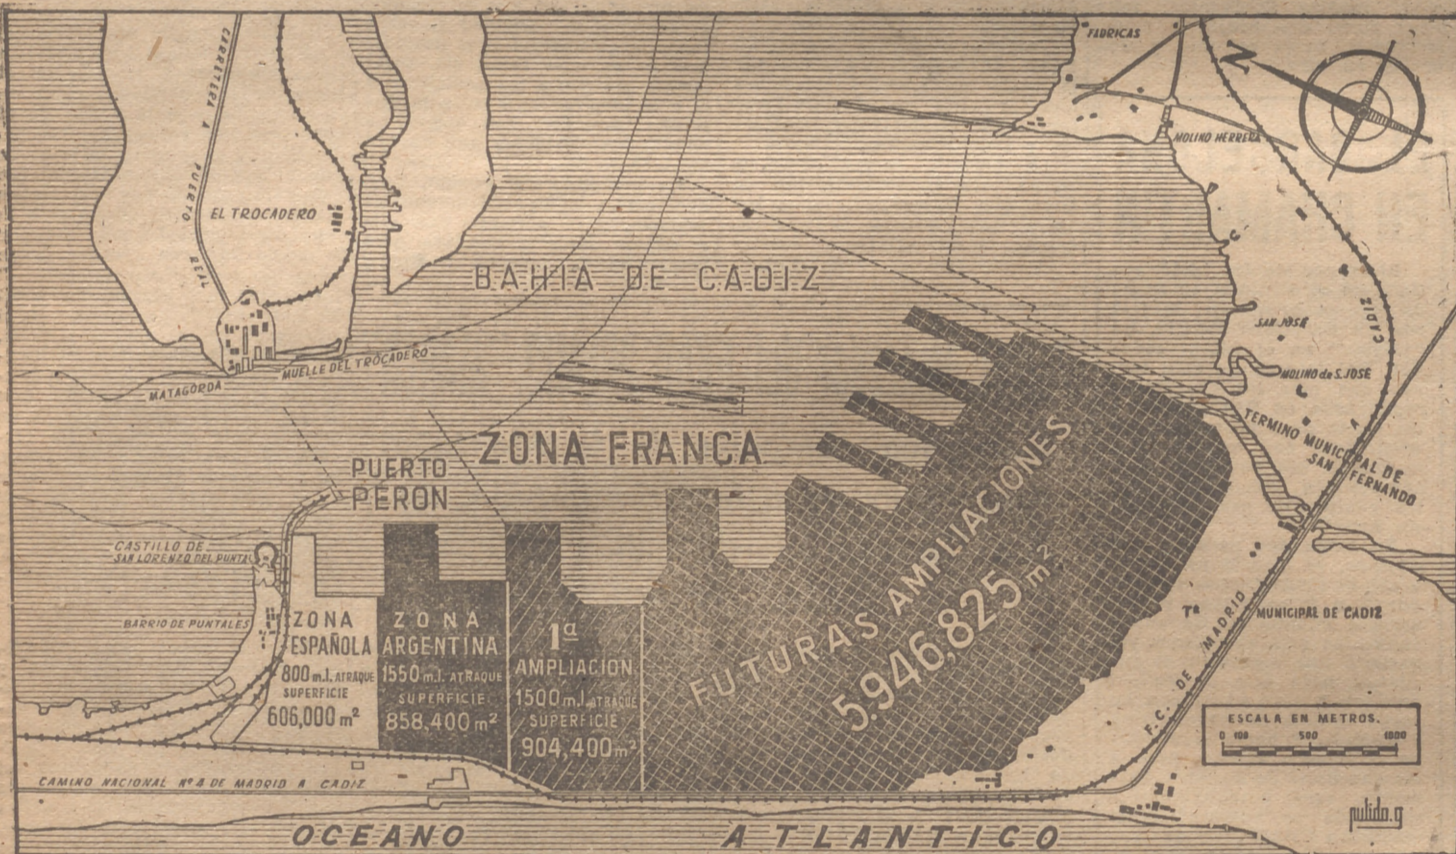 FABRICAS
N
CARRETERA A PUERTO REAL
MOLINO HERRERA
EL TROCADERO
BAHIA DE CADIZ
SAN JOSÉ
MOLINO de S. JOSÉ
MUELLE DEL TROCADERO
MATAGORDA
TERMINO MUNICIPAL DE
SAN FERNANDO
ZONA FRANCA
PUERTO
PERON
CASTILLO DE
SAN LORENZO DEL PUNTAL
BARRIO DE PUNTALES
ZONA
ESPAÑOLA
800 m.l. ATRAQUE
SUPERFICIE
606,000 m²
ZONA
ARGENTINA
1550 m.l. ATRAQUE
SUPERFICIE
858,400 m²
1ª
AMPLIACION
1500 m.l. ATRAQUE
SUPERFICIE
904,400 m²
FUTURAS AMPLIACIONES
5.946,825 m²
Tº MUNICIPAL DE CADIZ
F.C. DE MADRID A CADIZ
ESCALA EN METROS.
0 100 500 1000
CAMINO NACIONAL Nº 4 DE MADRID A CADIZ
OCEANO ATLANTICO
pulido.g